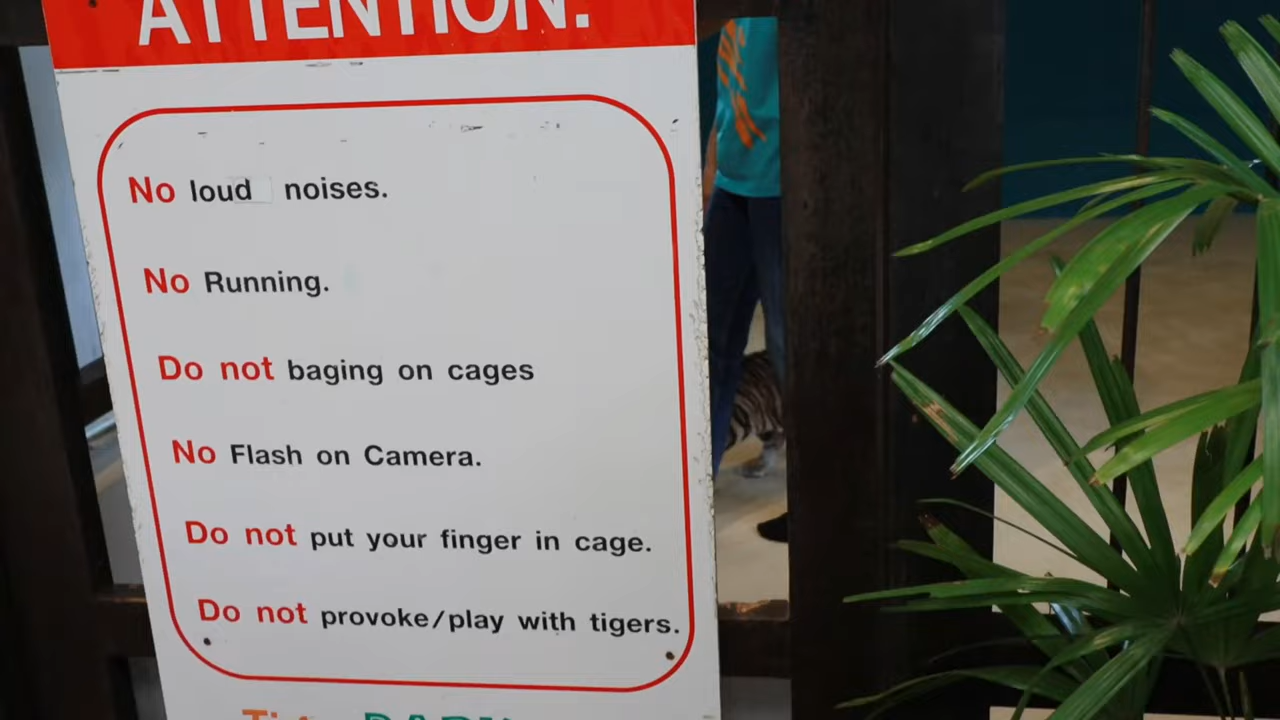 ATTENTION.
No loud noises.
No Running.
Do not baging on cages
No Flash on Camera.
Do not put your finger in cage.
Do not provoke/play with tigers.